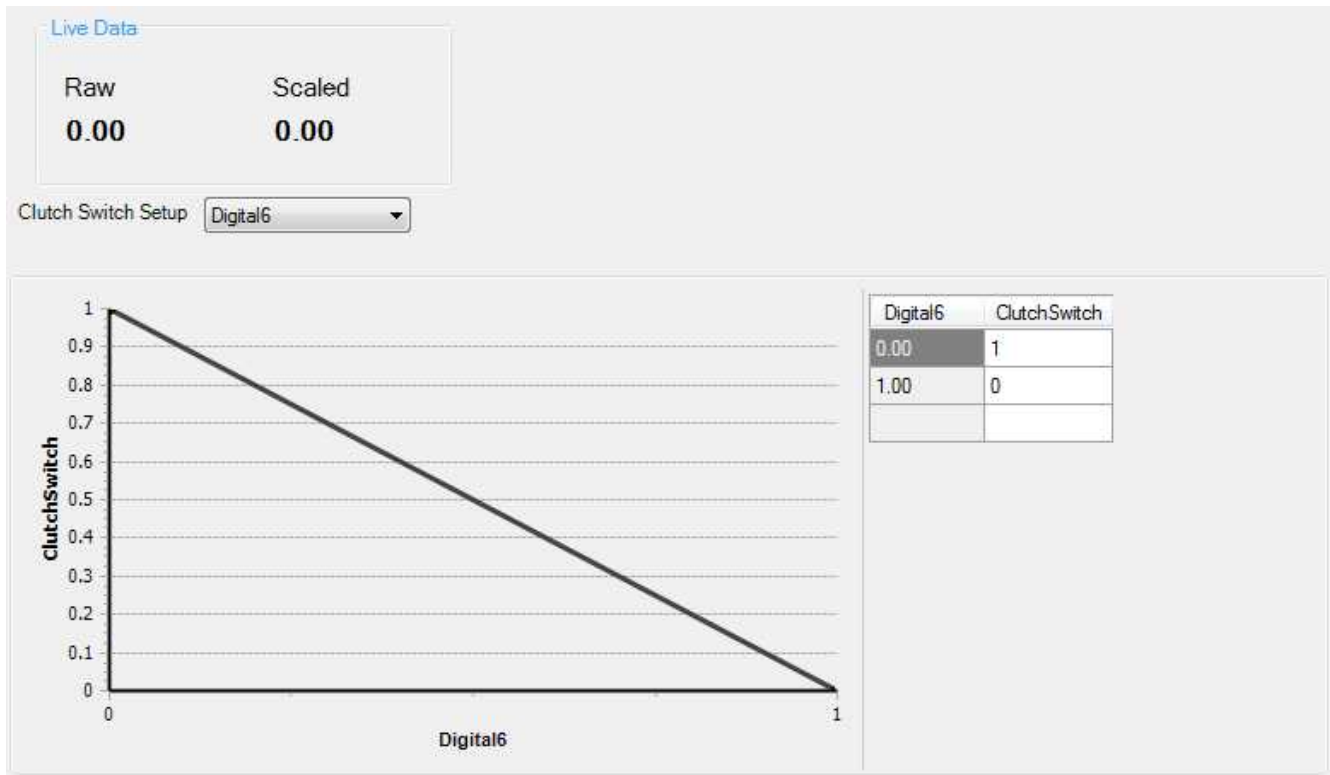 Live Data
Raw Scaled
0.00 0.00
Clutch Switch Setup Digital6
1
0.9
0.8
0.7
0.6
0.5
0.4
0.3
0.2
0.1
0
ClutchSwitch
0 1
Digital6
Digital6 ClutchSwitch
0.00 1
1.00 0